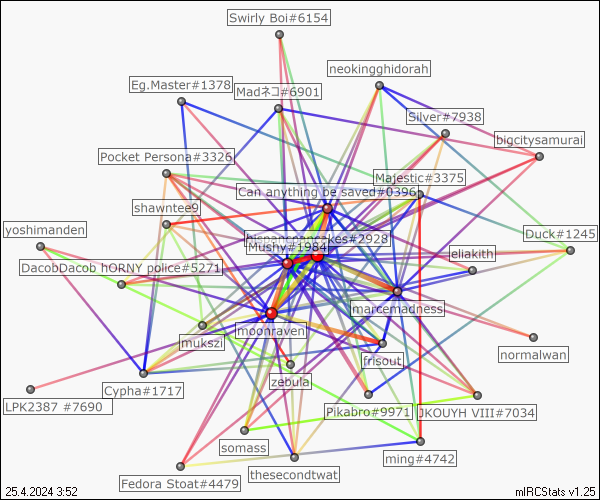 Swirly Boi#6154
neokingghidorah
Eg.Master#1378
Madネコ#6901
Silver#7938
bigcitysamurai
Pocket Persona#3326
Majestic#3375
Can anything be saved#0396
shawntee9
yoshimanden
Duck#1245
Mushy#1984
eliakith
DacobDacob hORNY police#5271
marcemadness
moonraven
mukszi
normalwan
frisout
zebula
Cypha#1717
LPK2387 #7690
Pikabro#9971
JKOUYH VIII#7034
somass
ming#4742
thesecondtwat
Fedora Stoat#4479
25.4.2024 3:52
mIRCStats v1.25